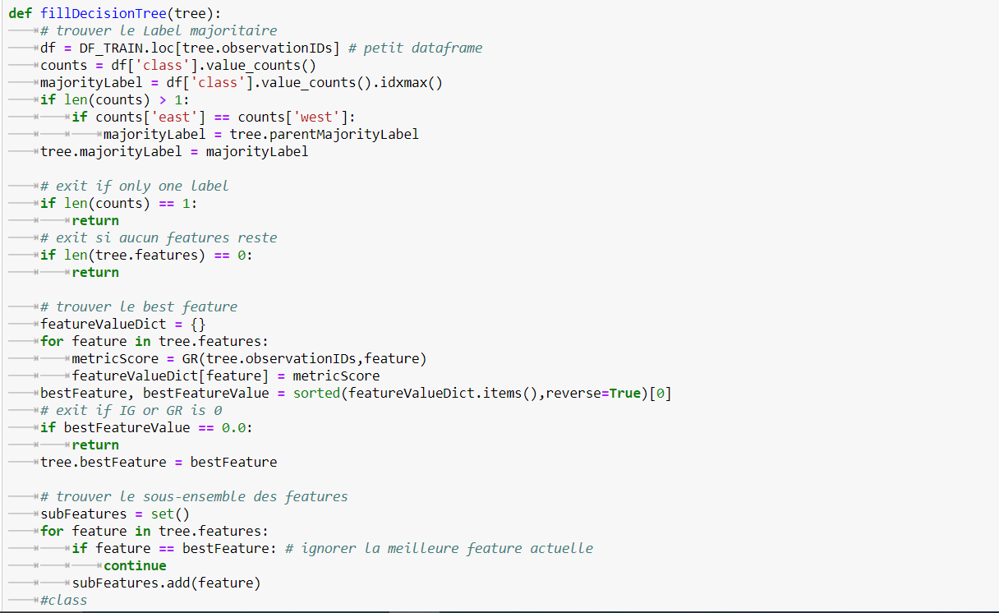 def fillDecisionTree(tree):
# trouver le Label majoritaire
df = DF_TRAIN.loc[tree.observationIDs] # petit dataframe
counts = df['class'].value_counts()
majorityLabel = df['class'].value_counts().idxmax()
if len(counts) > 1:
if counts['east'] == counts['west']:
majorityLabel = tree.parentMajorityLabel
tree.majorityLabel = majorityLabel
# exit if only one label
if len(counts) == 1:
return
# exit si aucun features reste
if len(tree.features) == 0:
return
# trouver le best feature
featureValueDict = {}
for feature in tree.features:
metricScore = GR(tree.observationIDs,feature)
featureValueDict[feature] = metricScore
bestFeature, bestFeatureValue = sorted(featureValueDict.items(),reverse=True)[0]
# exit if IG or GR is 0
if bestFeatureValue == 0.0:
return
tree.bestFeature = bestFeature
# trouver le sous-ensemble des features
subFeatures = set()
for feature in tree.features:
if feature == bestFeature: # ignorer la meilleure feature actuelle
continue
subFeatures.add(feature)
#class